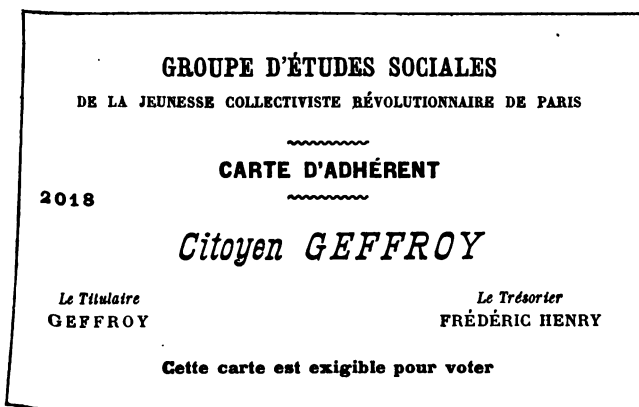 GROUPE D'ÉTUDES SOCIALES
DE LA JEUNESSE COLLECTIVISTE RÉVOLUTIONNAIRE DE PARIS
CARTE D'ADHÉRENT
2018
Citoyen GEFFROY
Le Titulaire
GEFFROY
Le Trésorier
FRÉDÉRIC HENRY
Cette carte est exigible pour voter